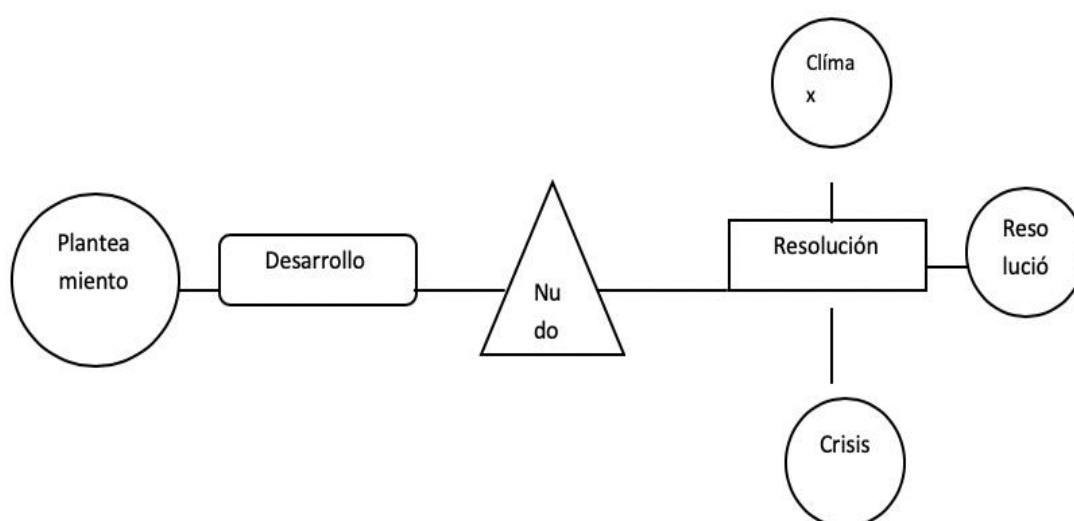 Clíma
x
Plantea
miento
Desarrollo
Nu
do
Resolución
Reso
lució
Crisis